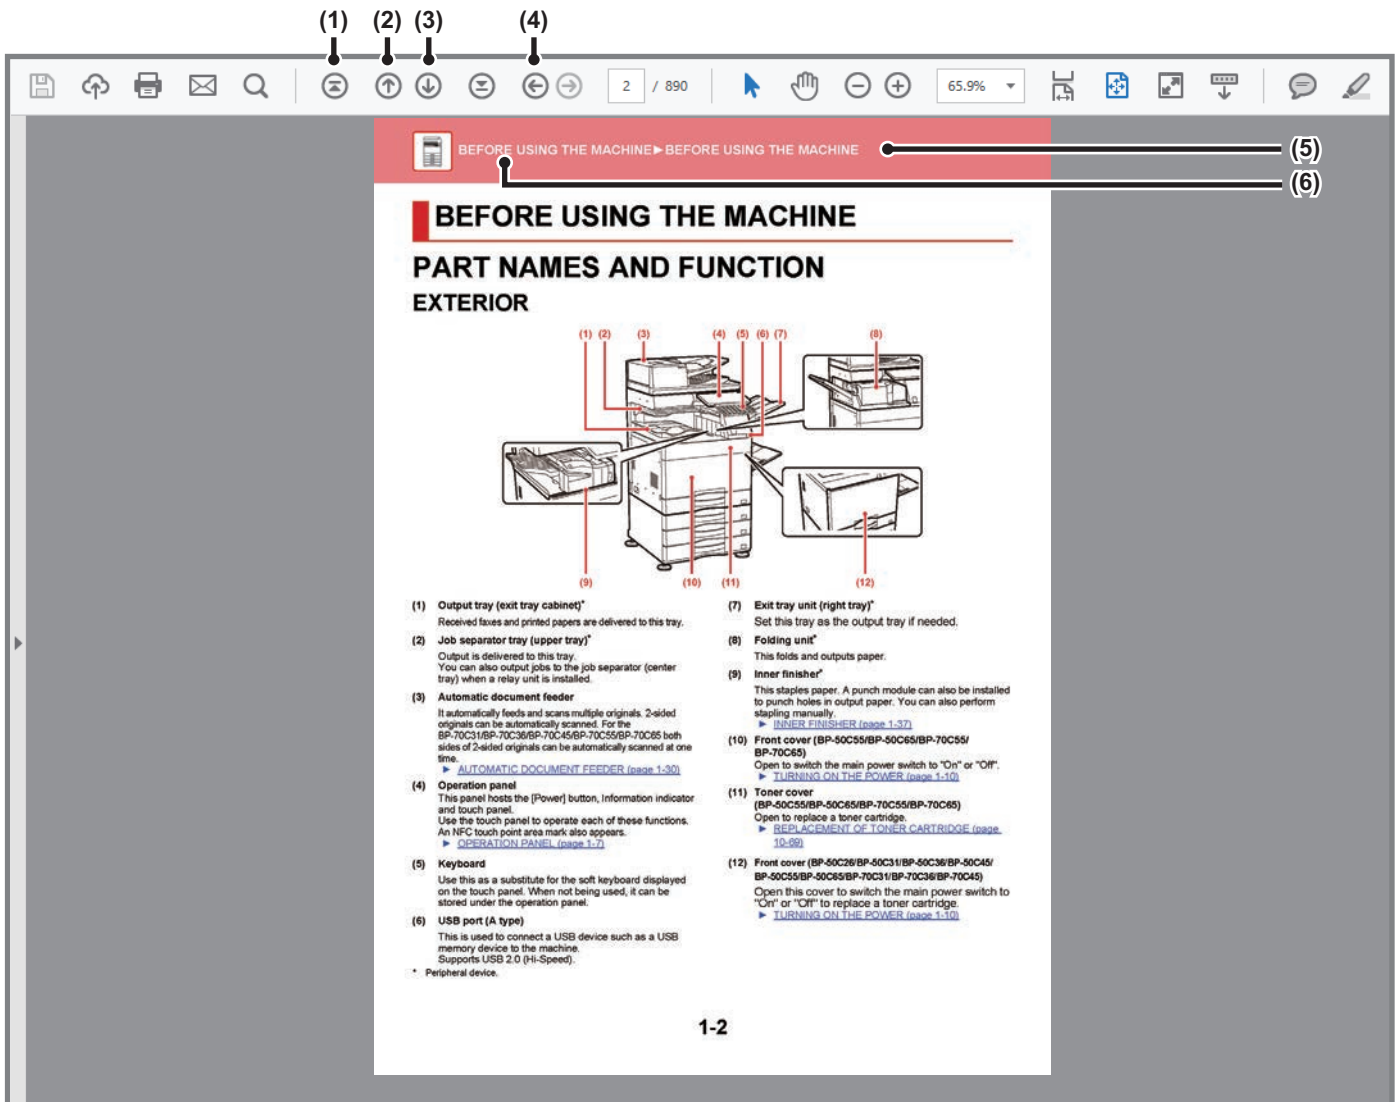 (1) (2) (3) (4)
2 / 890 65.9%
BEFORE USING THE MACHINE►BEFORE USING THE MACHINE
(5)
(6)
BEFORE USING THE MACHINE
PART NAMES AND FUNCTION
EXTERIOR
(1) (2) (3) (4) (5) (6) (7) (8)
(9) (10) (11) (12)
(1) Output tray (exit tray cabinet)*
Received faxes and printed papers are delivered to this tray.
(2) Job separator tray (upper tray)*
Output is delivered to this tray.
You can also output jobs to the job separator (center
tray) when a relay unit is installed.
(3) Automatic document feeder
It automatically feeds and scans multiple originals. 2-sided
originals can be automatically scanned. For the
BP-70C31/BP-70C36/BP-70C45/BP-70C55/BP-70C65 both
sides of 2-sided originals can be automatically scanned at one
time.
► AUTOMATIC DOCUMENT FEEDER (page 1-30)
(4) Operation panel
This panel hosts the [Power] button, Information indicator
and touch panel.
Use the touch panel to operate each of these functions.
An NFC touch point area mark also appears.
► OPERATION PANEL (page 1-7)
(5) Keyboard
Use this as a substitute for the soft keyboard displayed
on the touch panel. When not being used, it can be
stored under the operation panel.
(6) USB port (A type)
This is used to connect a USB device such as a USB
memory device to the machine.
Supports USB 2.0 (Hi-Speed).
* Peripheral device.
(7) Exit tray unit (right tray)*
Set this tray as the output tray if needed.
(8) Folding unit*
This folds and outputs paper.
(9) Inner finisher*
This staples paper. A punch module can also be installed
to punch holes in output paper. You can also perform
stapling manually.
► INNER FINISHER (page 1-37)
(10) Front cover (BP-50C55/BP-50C65/BP-70C55/
BP-70C65)
Open to switch the main power switch to "On" or "Off".
► TURNING ON THE POWER (page 1-10)
(11) Toner cover
(BP-50C55/BP-50C65/BP-70C55/BP-70C65)
Open to replace a toner cartridge.
► REPLACEMENT OF TONER CARTRIDGE (page
10-69)
(12) Front cover (BP-50C26/BP-50C31/BP-50C36/BP-50C45/
BP-50C55/BP-50C65/BP-70C31/BP-70C36/BP-70C45)
Open this cover to switch the main power switch to
"On" or "Off" to replace a toner cartridge.
► TURNING ON THE POWER (page 1-10)
1-2